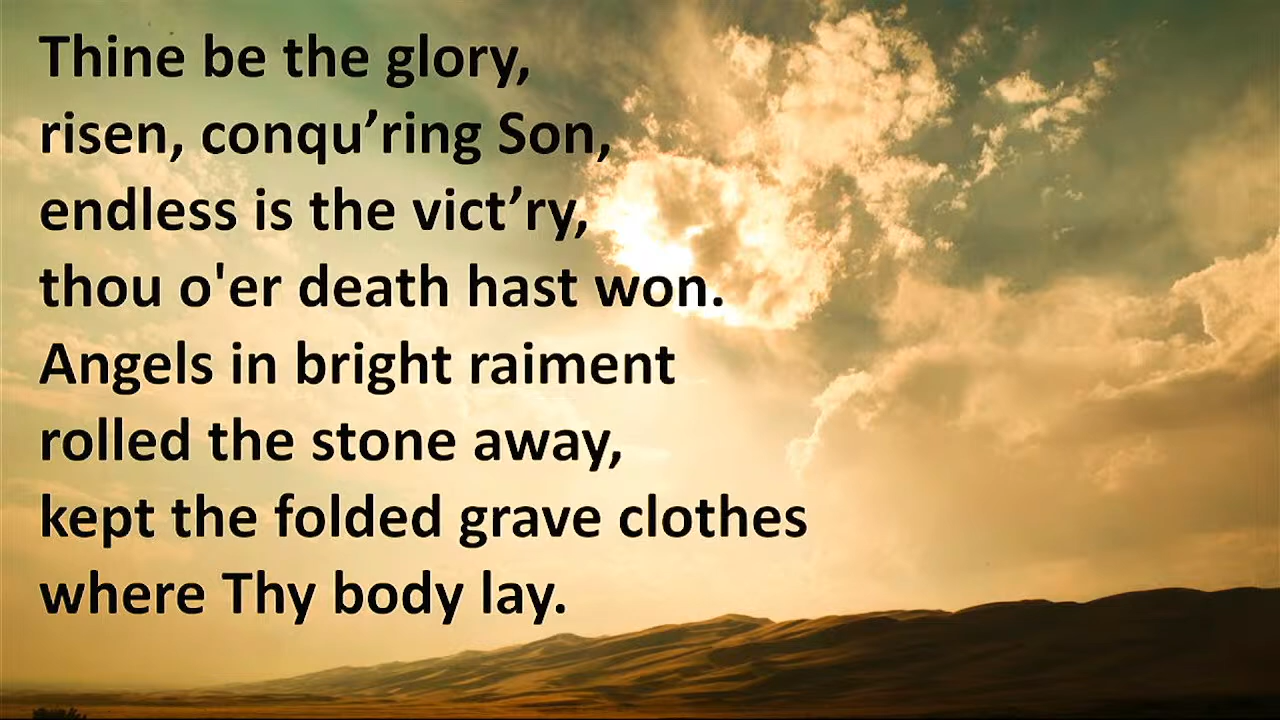 Thine be the glory,
risen, conqu’ring Son,
endless is the vict’ry,
thou o'er death hast won.
Angels in bright raiment
rolled the stone away,
kept the folded grave clothes
where Thy body lay.